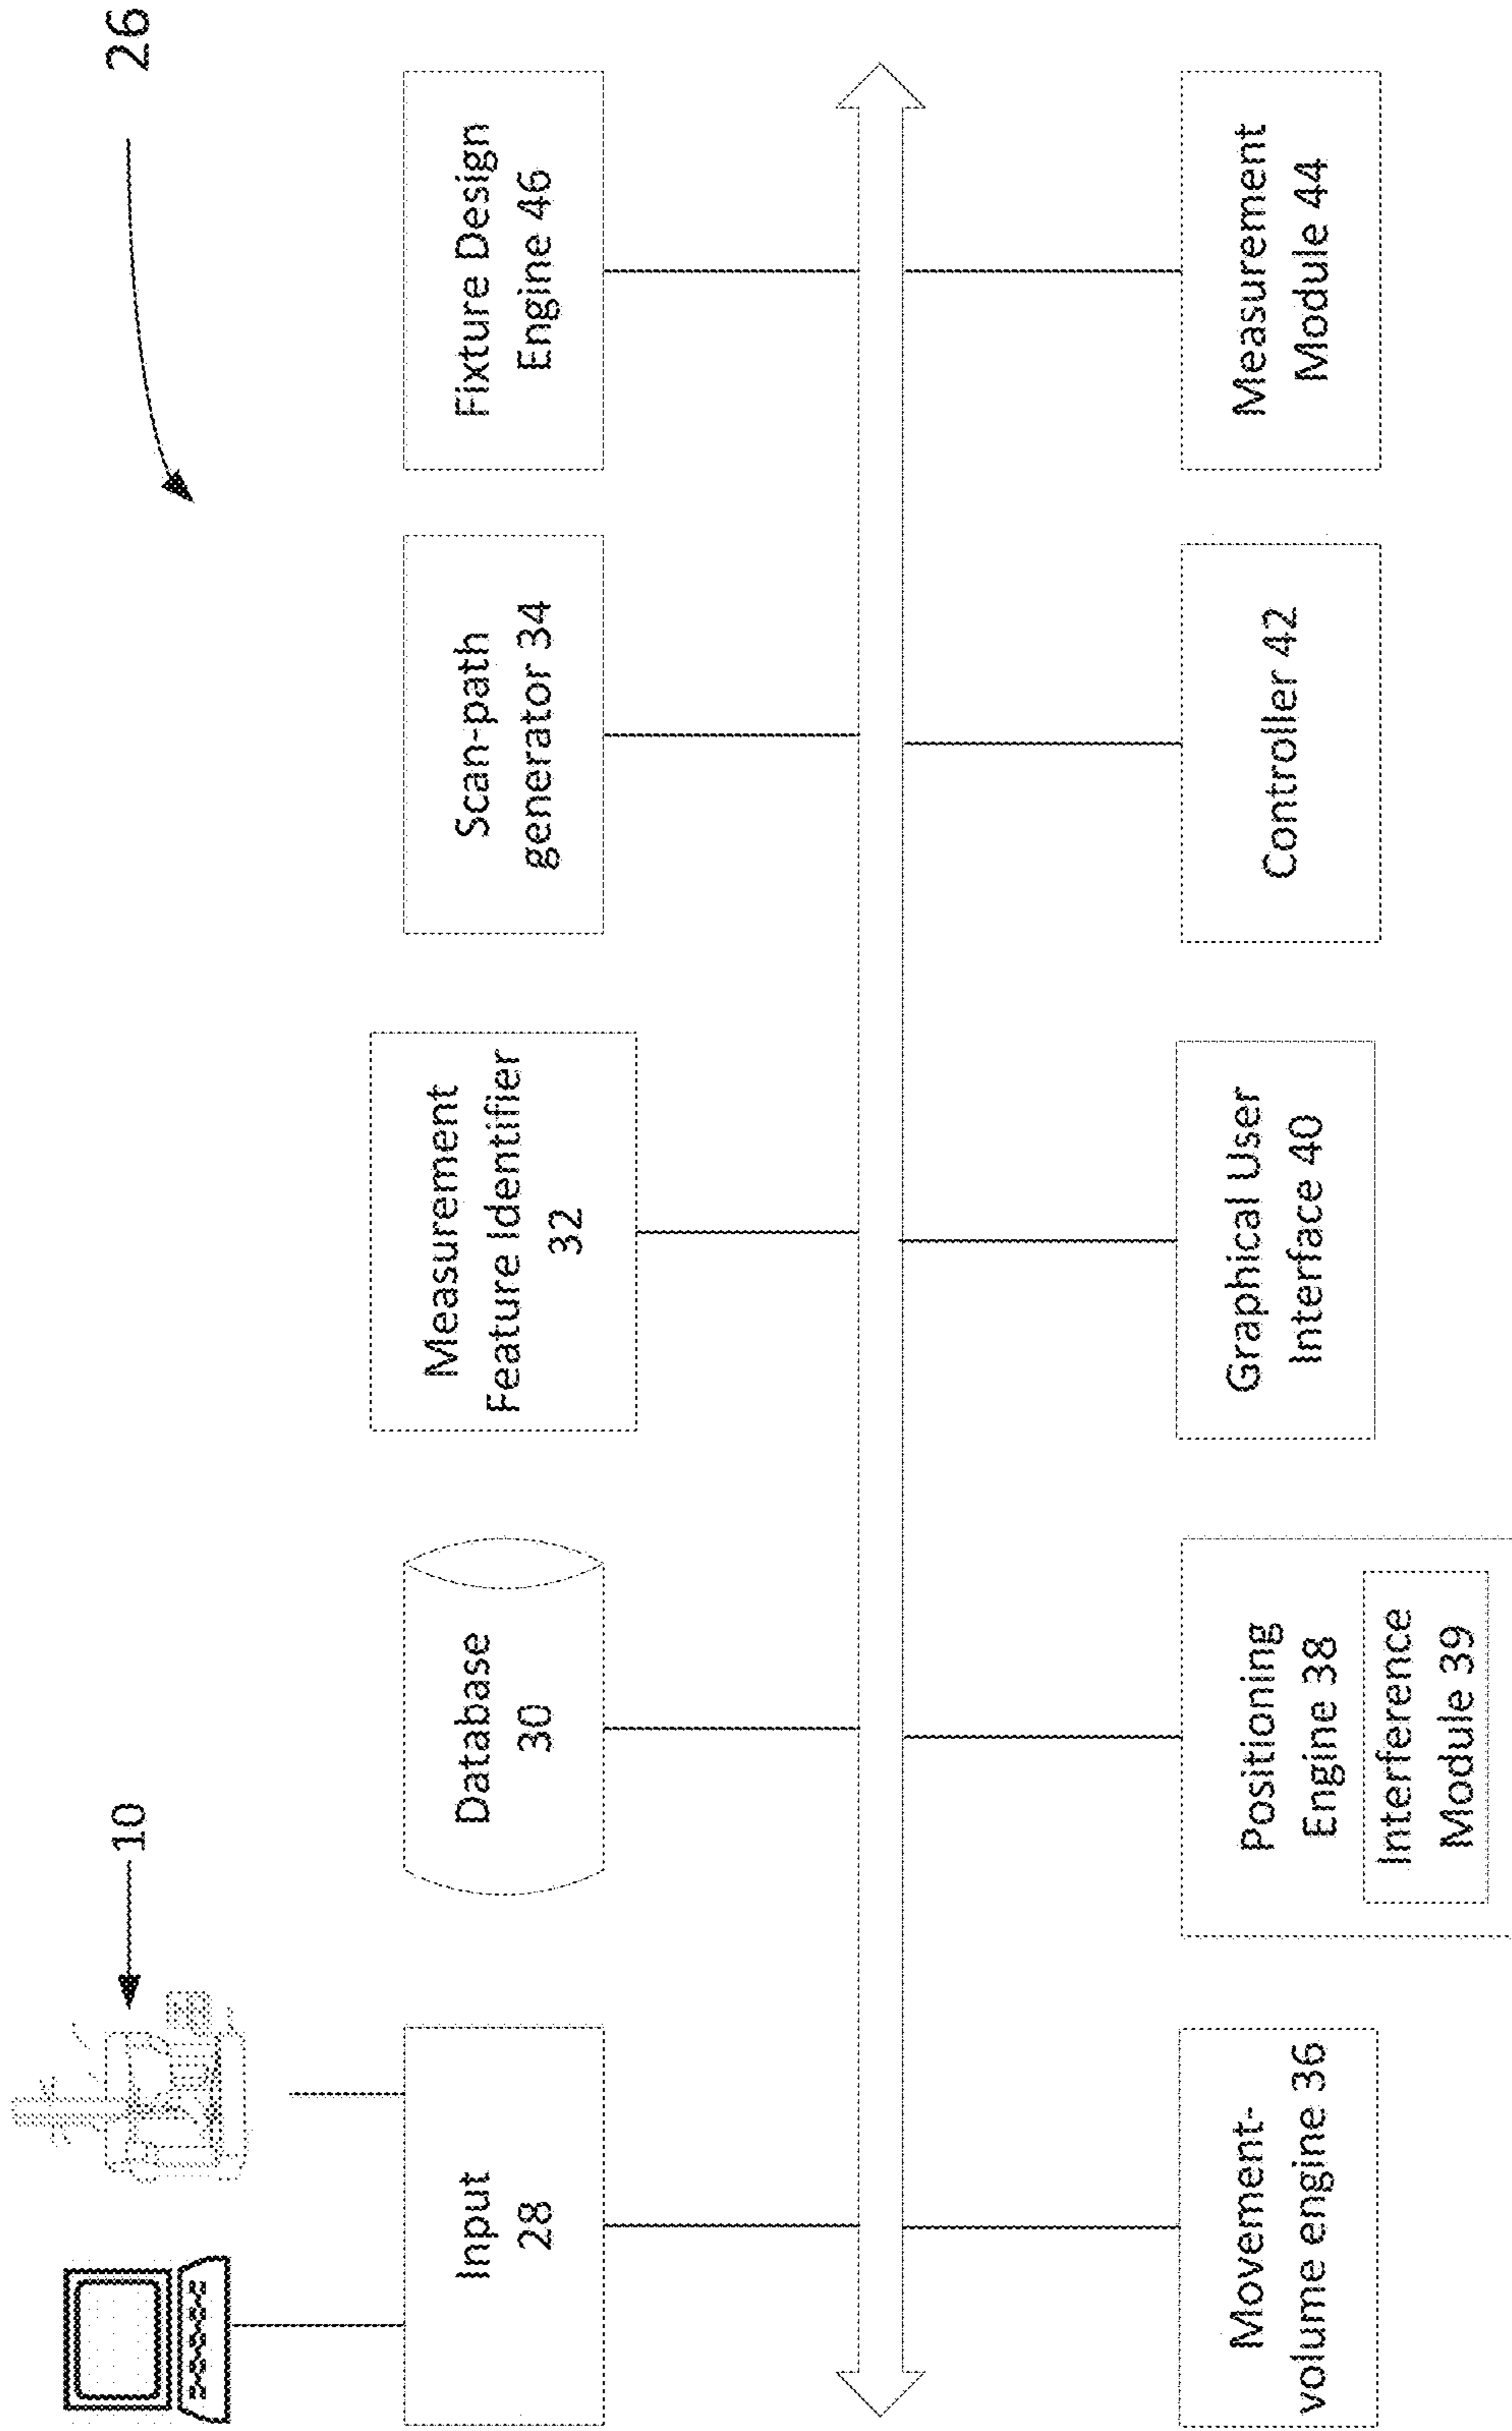 26
10
Input
28
Database
30
Measurement
Feature Identifier
32
Scan-path
generator 34
Fixture Design
Engine 46
Movement-
volume engine 36
Positioning
Engine 38
Interference
Module 39
Graphical User
Interface 40
Controller 42
Measurement
Module 44